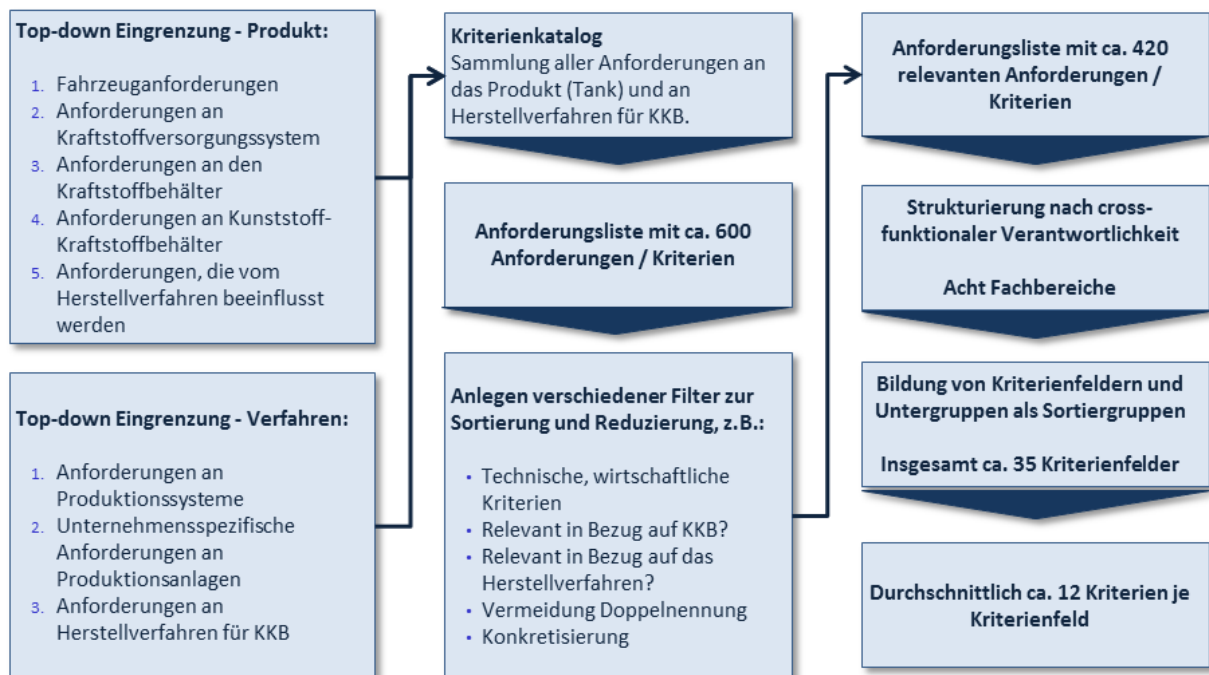 Top-down Eingrenzung - Produkt:
1. Fahrzeuganforderungen
2. Anforderungen an
Kraftstoffversorgungssystem
3. Anforderungen an den
Kraftstoffbehälter
4. Anforderungen an Kunststoff-
Kraftstoffbehälter
5. Anforderungen, die vom
Herstellverfahren beeinflusst
werden
Top-down Eingrenzung - Verfahren:
1. Anforderungen an
Produktionssysteme
2. Unternehmensspezifische
Anforderungen an
Produktionsanlagen
3. Anforderungen an
Herstellverfahren für KKB
Kriterienkatalog
Sammlung aller Anforderungen an
das Produkt (Tank) und an
Herstellverfahren für KKB.
Anforderungsliste mit ca. 600
Anforderungen / Kriterien
Anlegen verschiedener Filter zur
Sortierung und Reduzierung, z.B.:
• Technische, wirtschaftliche
Kriterien
• Relevant in Bezug auf KKB?
• Relevant in Bezug auf das
Herstellverfahren?
• Vermeidung Doppelnennung
• Konkretisierung
Anforderungsliste mit ca. 420
relevanten Anforderungen /
Kriterien
Strukturierung nach cross-
funktionaler Verantwortlichkeit
Acht Fachbereiche
Bildung von Kriterienfeldern und
Untergruppen als Sortiergruppen
Insgesamt ca. 35 Kriterienfelder
Durchschnittlich ca. 12 Kriterien je
Kriterienfeld